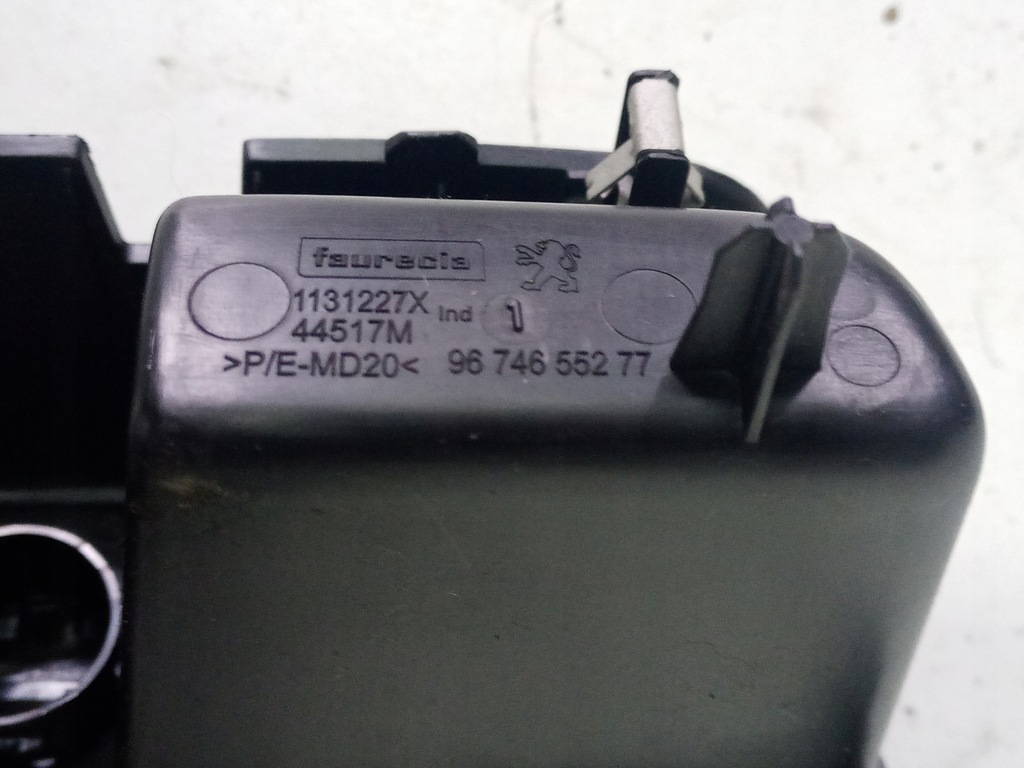 faurecia
1131227X Ind 1
44517M
>P/E-MD20< 96 746 552 77